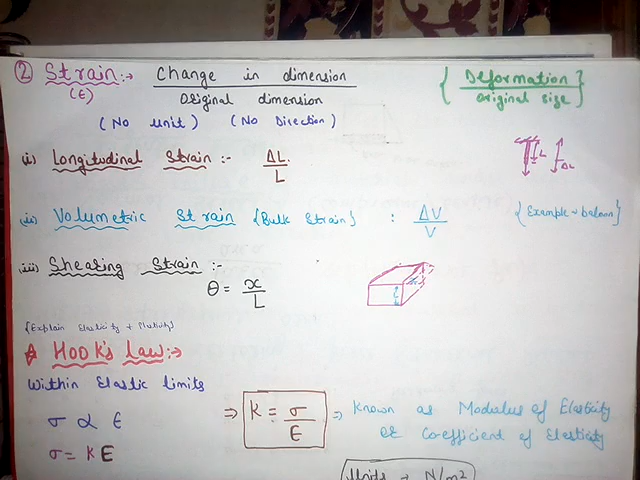 ② Strain :→ Change in dimension / Original dimension { Deformation / original size }
(ε)
(No unit) (No Direction)
(i) Longitudinal Strain :- ΔL / L
L ΔL
(ii) Volumetric Strain {Bulk Strain} : ΔV / V {Example → baloon}
(iii) Shearing Strain :-
θ = x / L
{Explain Elasticity + Plasticity}
HOOK's Law :→
Within Elastic limits
σ ∝ ε ⇒ K = σ / E ⇒ Known as Modulus of Elasticity
or Coefficient of Elasticity
σ = K E
Units → N/m²